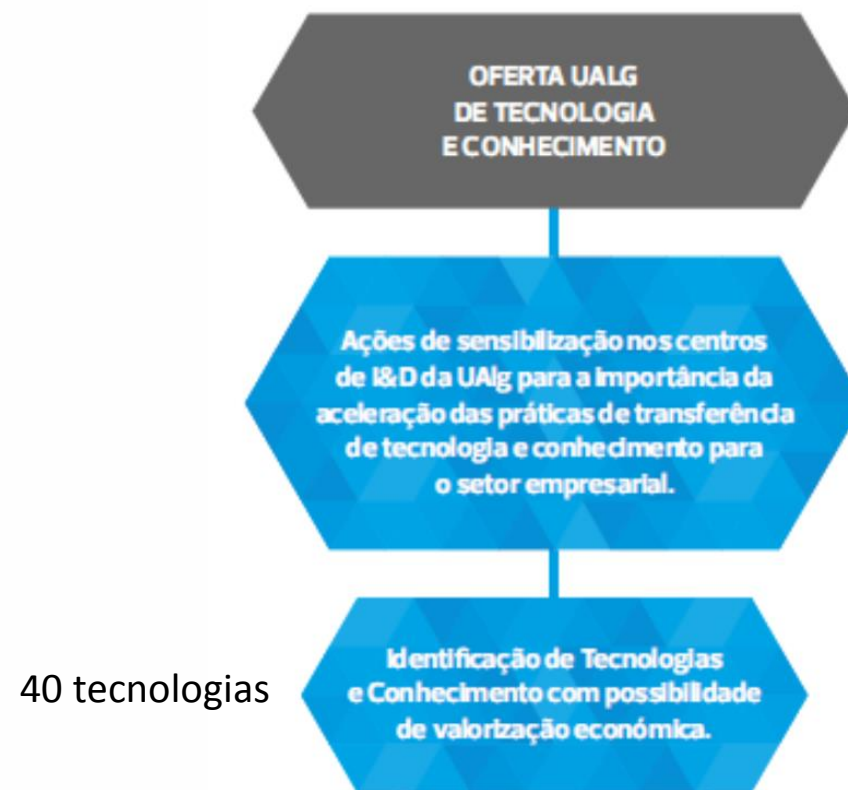 OFERTA UALG
DE TECNOLOGIA
E CONHECIMENTO
Ações de sensibilização nos centros
de I&D da UAlg para a importância da
aceleração das práticas de transferência
de tecnologia e conhecimento para
o setor empresarial.
40 tecnologias
Identificação de Tecnologias
e Conhecimento com possibilidade
de valorização económica.